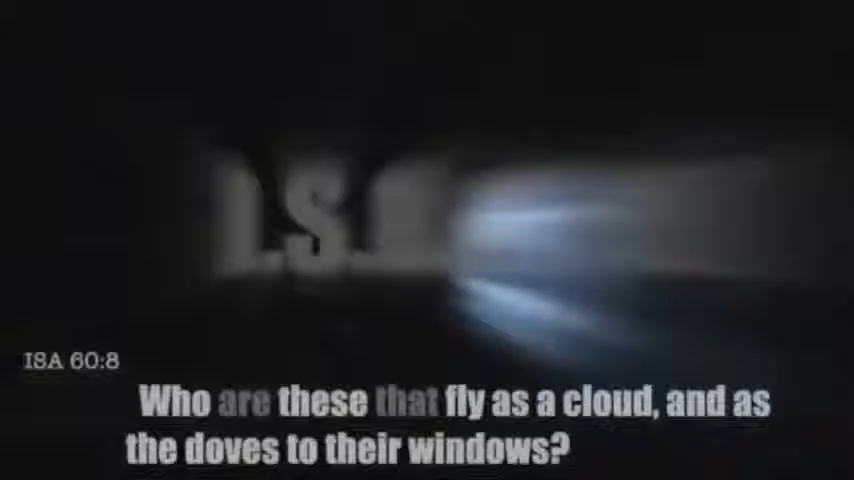 I.S.
ISA 60:8
Who are these that fly as a cloud, and as
the doves to their windows?